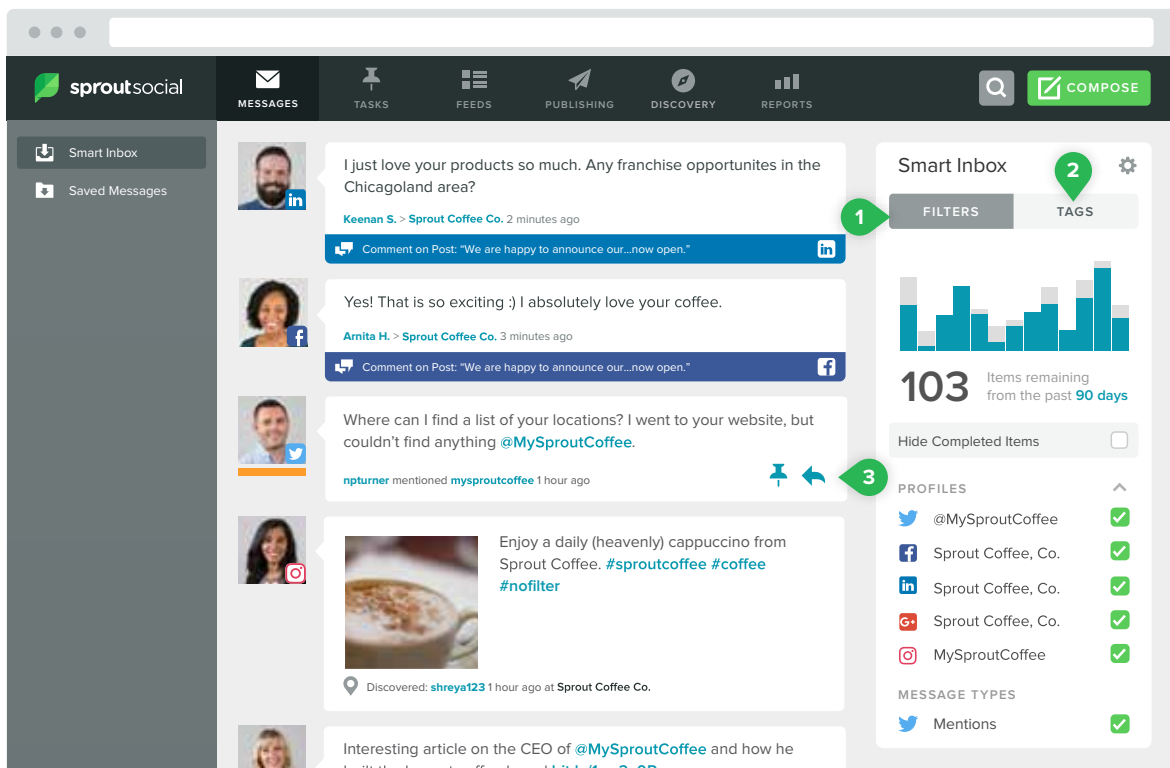 sproutsocial
MESSAGES
TASKS
FEEDS
PUBLISHING
DISCOVERY
REPORTS
COMPOSE
Smart Inbox
Saved Messages
I just love your products so much. Any franchise opportunites in the
Chicagoland area?
Keenan S. > Sprout Coffee Co. 2 minutes ago
Comment on Post: “We are happy to announce our...now open.”
in
in
Yes! That is so exciting :) I absolutely love your coffee.
Arnita H. > Sprout Coffee Co. 3 minutes ago
Comment on Post: “We are happy to announce our...now open.”
f
f
Where can I find a list of your locations? I went to your website, but
couldn’t find anything @MySproutCoffee.
npturner mentioned mysproutcoffee 1 hour ago
3
Enjoy a daily (heavenly) cappuccino from
Sprout Coffee. #sproutcoffee #coffee
#nofilter
Discovered: shreya123 1 hour ago at Sprout Coffee Co.
Interesting article on the CEO of @MySproutCoffee and how he
Smart Inbox
2
1
FILTERS
TAGS
103
Items remaining
from the past 90 days
Hide Completed Items
PROFILES
@MySproutCoffee
f Sprout Coffee, Co.
in Sprout Coffee, Co.
G+ Sprout Coffee, Co.
MySproutCoffee
MESSAGE TYPES
Mentions